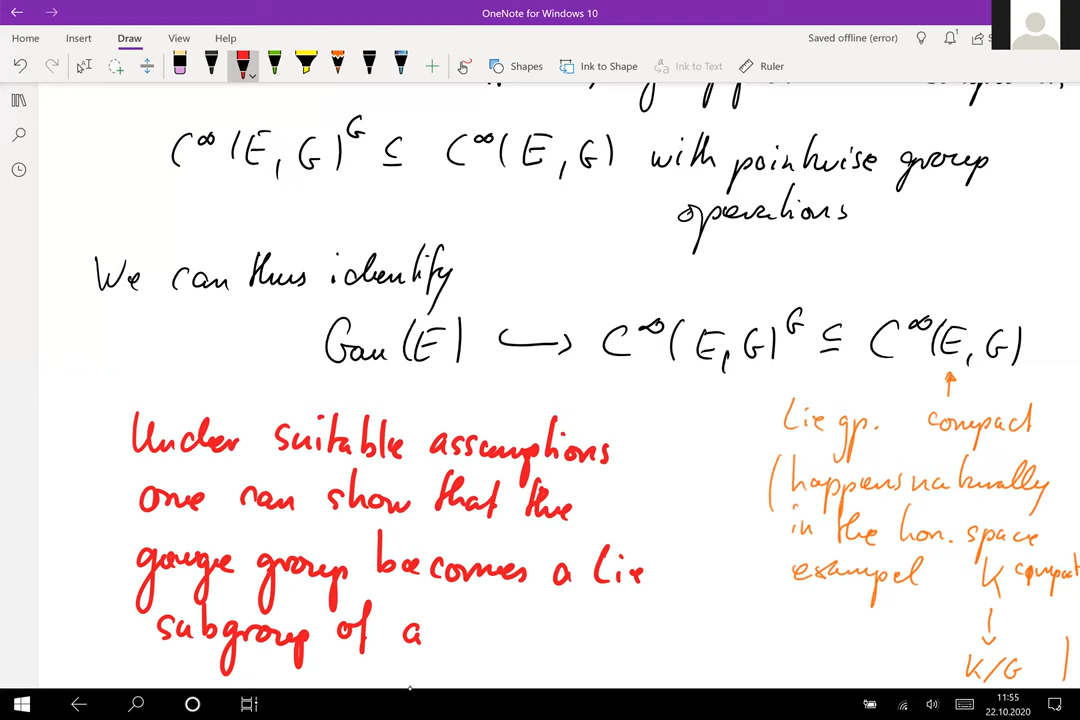 OneNote for Windows 10
Home Insert Draw View Help
Saved offline (error)
Shapes Ink to Shape Ink to Text Ruler
C^∞(E, G)^G ⊆ C^∞(E, G) with pointwise group
operations
We can thus identify
Gau(E) ↪ C^∞(E, G)^G ⊆ C^∞(E, G)
Under suitable assumptions
one can show that the
gauge group becomes a Lie
subgroup of a
Lie gp. compact
(happens naturally
in the hom. space
exampel K compact
↓
K/G )
11:55
22.10.2020